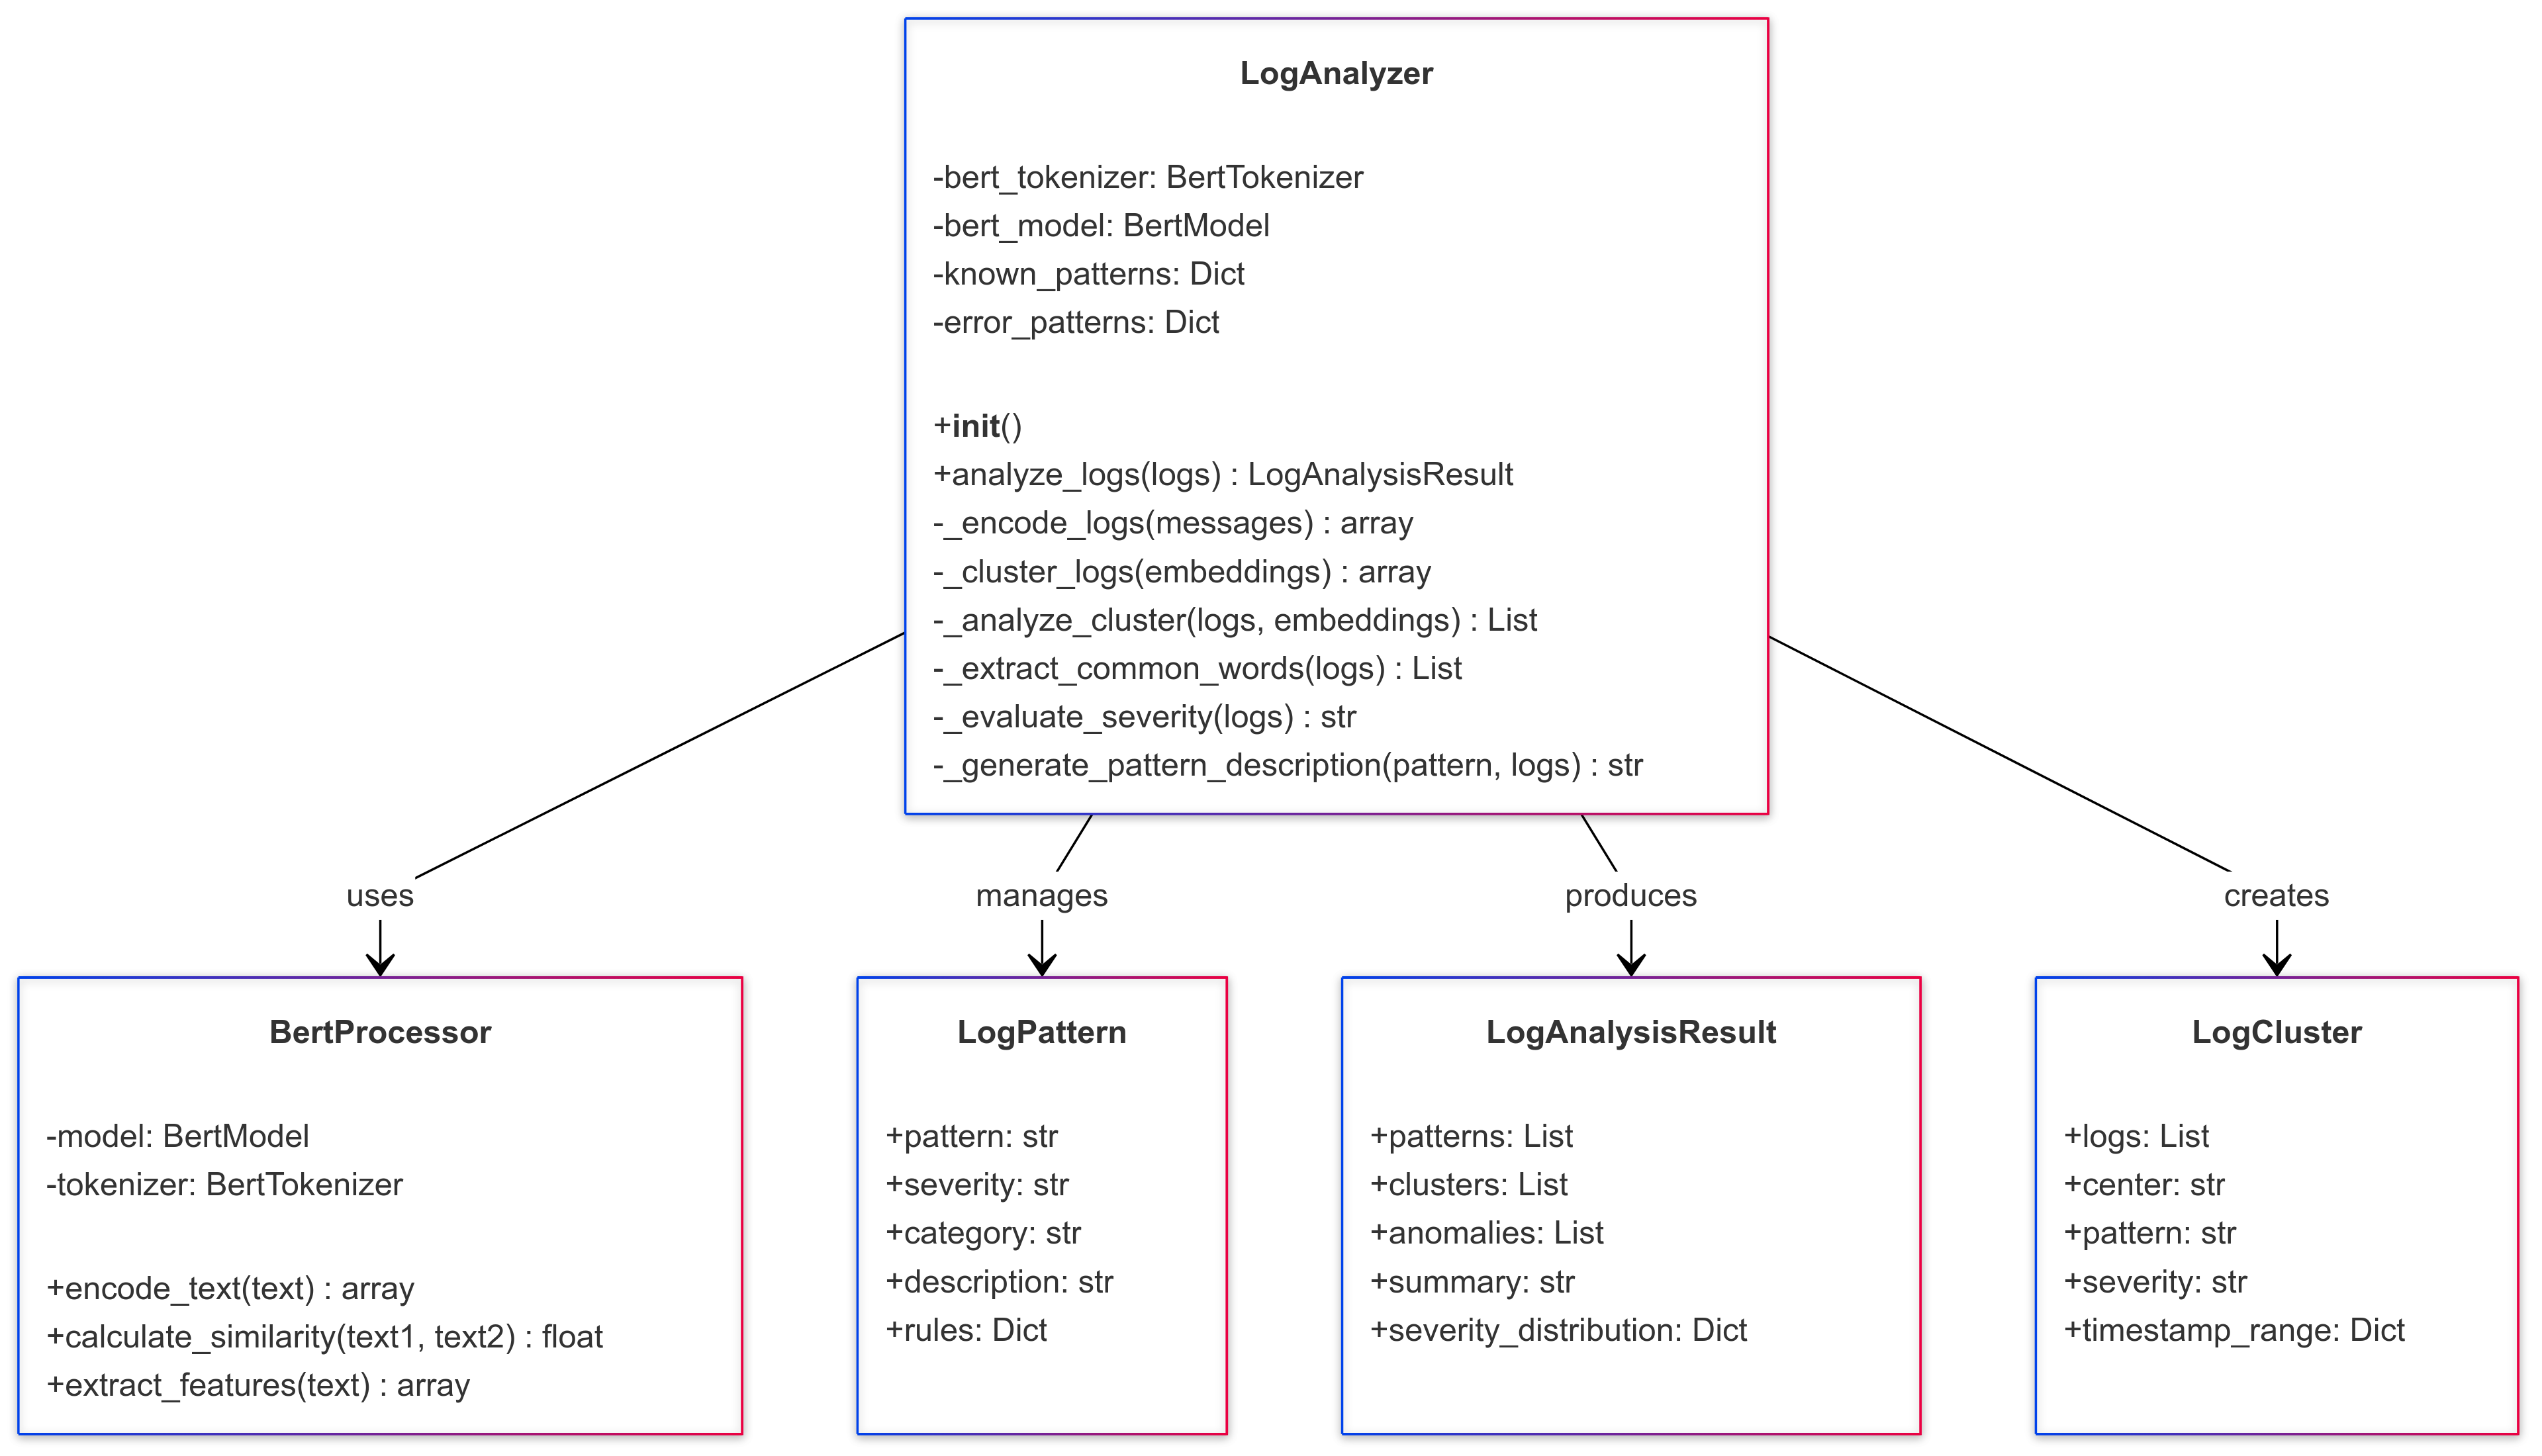 LogAnalyzer
-bert_tokenizer: BertTokenizer
-bert_model: BertModel
-known_patterns: Dict
-error_patterns: Dict
+init()
+analyze_logs(logs) : LogAnalysisResult
-_encode_logs(messages) : array
-_cluster_logs(embeddings) : array
-_analyze_cluster(logs, embeddings) : List
-_extract_common_words(logs) : List
-_evaluate_severity(logs) : str
-_generate_pattern_description(pattern, logs) : str
uses
manages
produces
creates
BertProcessor
-model: BertModel
-tokenizer: BertTokenizer
+encode_text(text) : array
+calculate_similarity(text1, text2) : float
+extract_features(text) : array
LogPattern
+pattern: str
+severity: str
+category: str
+description: str
+rules: Dict
LogAnalysisResult
+patterns: List
+clusters: List
+anomalies: List
+summary: str
+severity_distribution: Dict
LogCluster
+logs: List
+center: str
+pattern: str
+severity: str
+timestamp_range: Dict